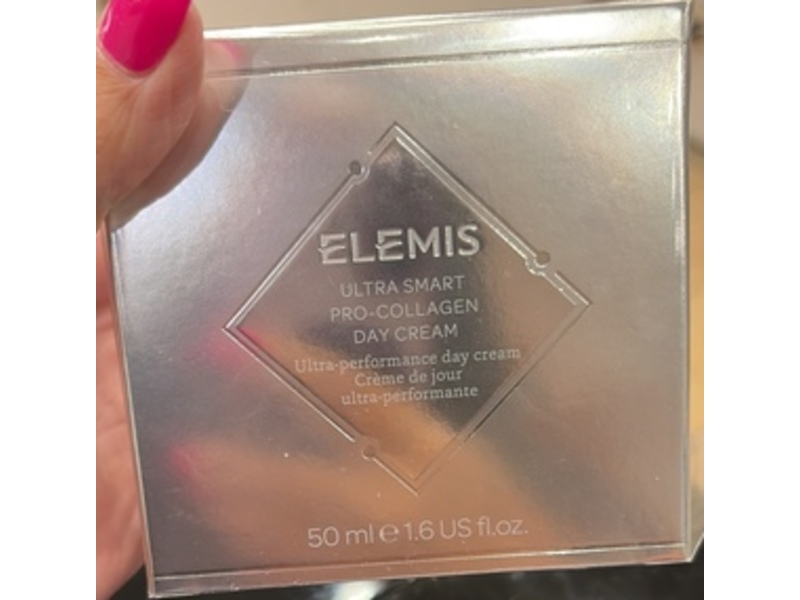 ELEMIS
ULTRA SMART
PRO-COLLAGEN
DAY CREAM
Ultra-performance day cream
Crème de jour
ultra-performante
50 ml e 1.6 US fl.oz.